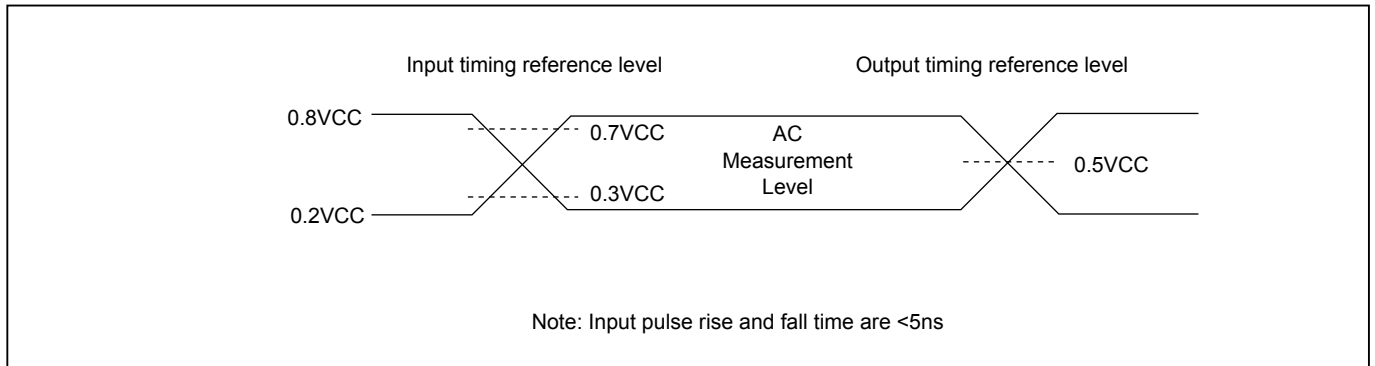 Input timing reference level
Output timing reference level
0.8VCC
0.7VCC
AC
Measurement
Level
0.5VCC
0.3VCC
0.2VCC
Note: Input pulse rise and fall time are <5ns